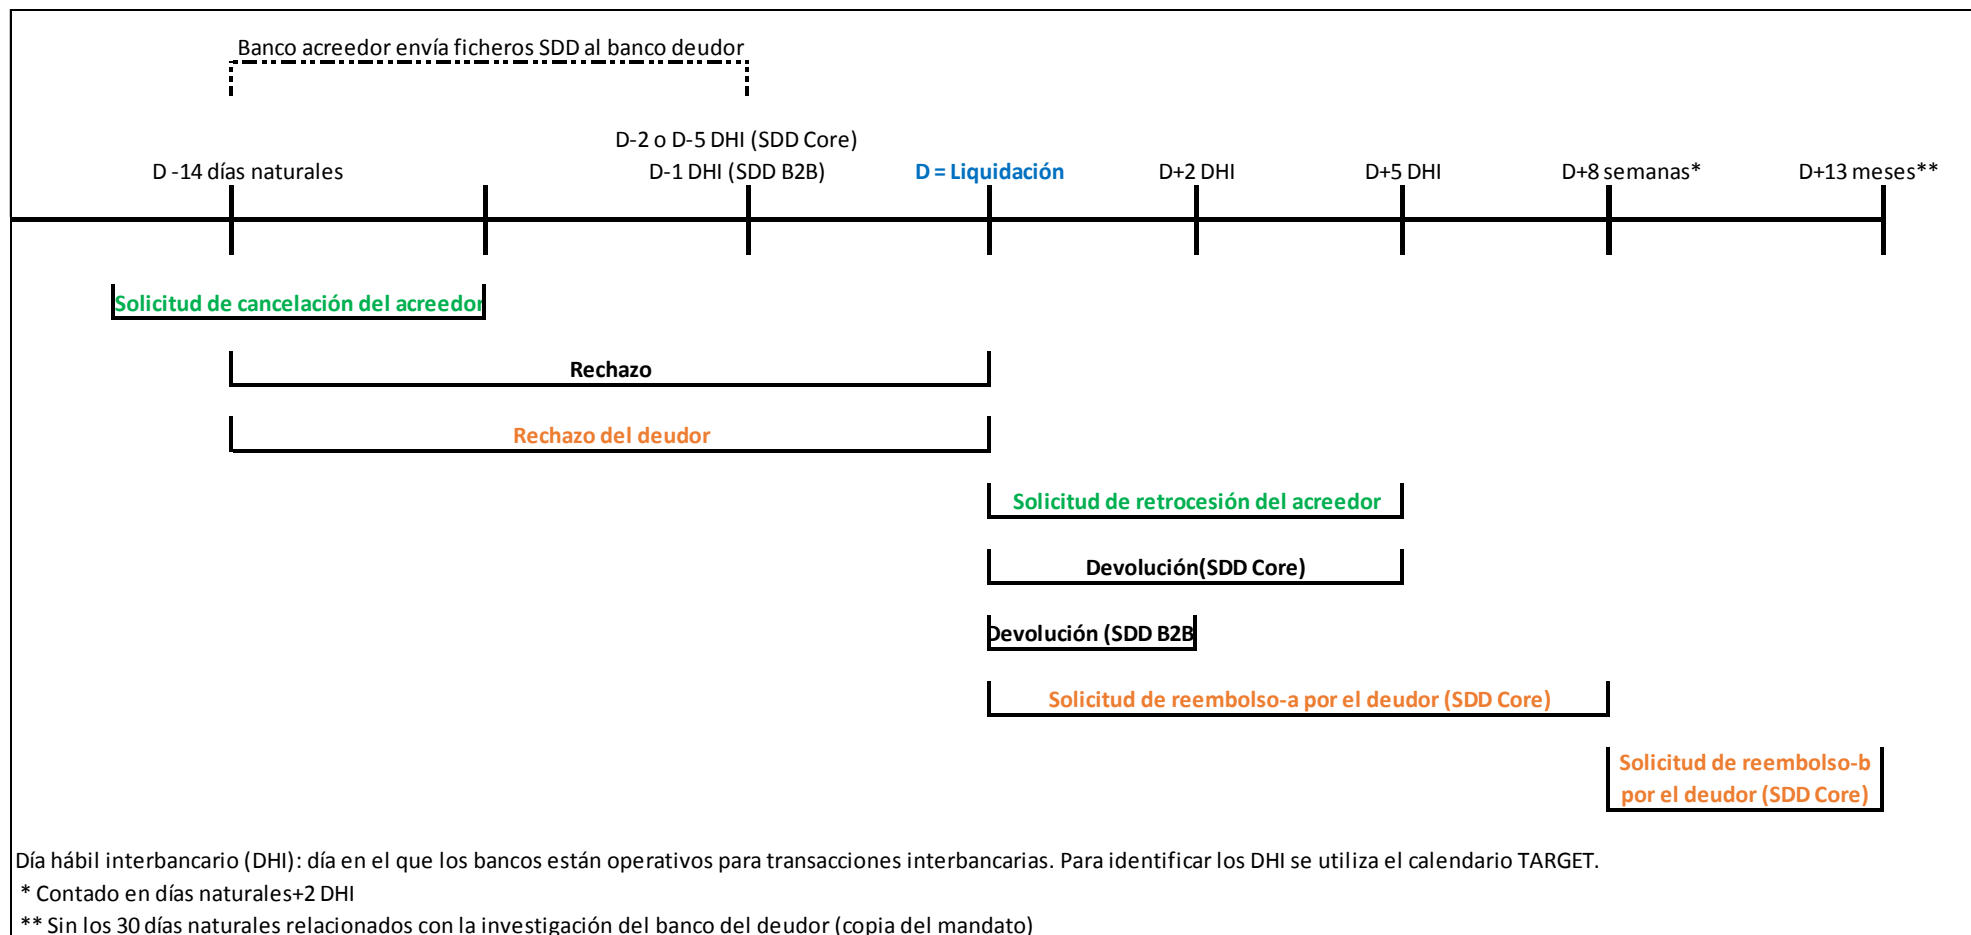 Banco acreedor envía ficheros SDD al banco deudor
D-2 o D-5 DHI (SDD Core)
D -14 días naturales
D-1 DHI (SDD B2B)
D = Liquidación
D+2 DHI
D+5 DHI
D+8 semanas*
D+13 meses**
Solicitud de cancelación del acreedor
Rechazo
Rechazo del deudor
Solicitud de retrocesión del acreedor
Devolución(SDD Core)
Devolución (SDD B2B
Solicitud de reembolso-a por el deudor (SDD Core)
Solicitud de reembolso-b
por el deudor (SDD Core)
Día hábil interbancario (DHI): día en el que los bancos están operativos para transacciones interbancarias. Para identificar los DHI se utiliza el calendario TARGET.
* Contado en días naturales+2 DHI
** Sin los 30 días naturales relacionados con la investigación del banco del deudor (copia del mandato)